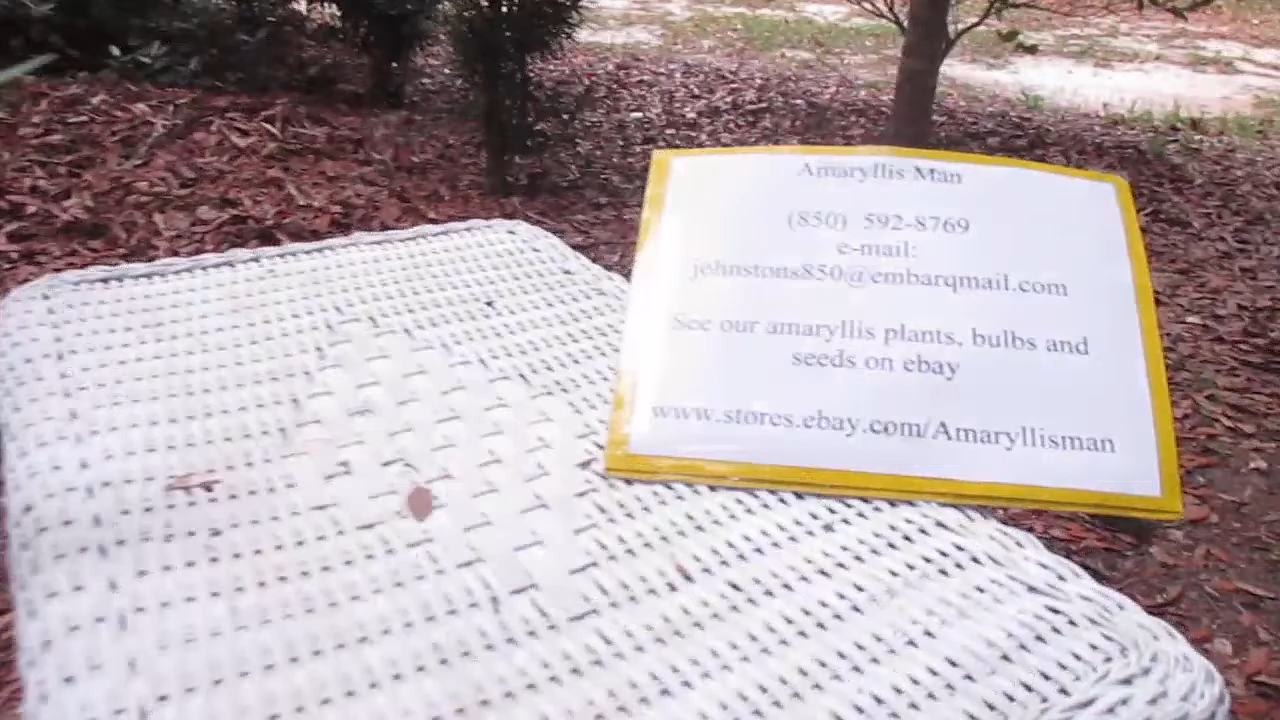 Amaryllis Man
(850) 592-8769
e-mail:
johnstons850@embarqmail.com
See our amaryllis plants, bulbs and
seeds on ebay
www.stores.ebay.com/Amaryllisman